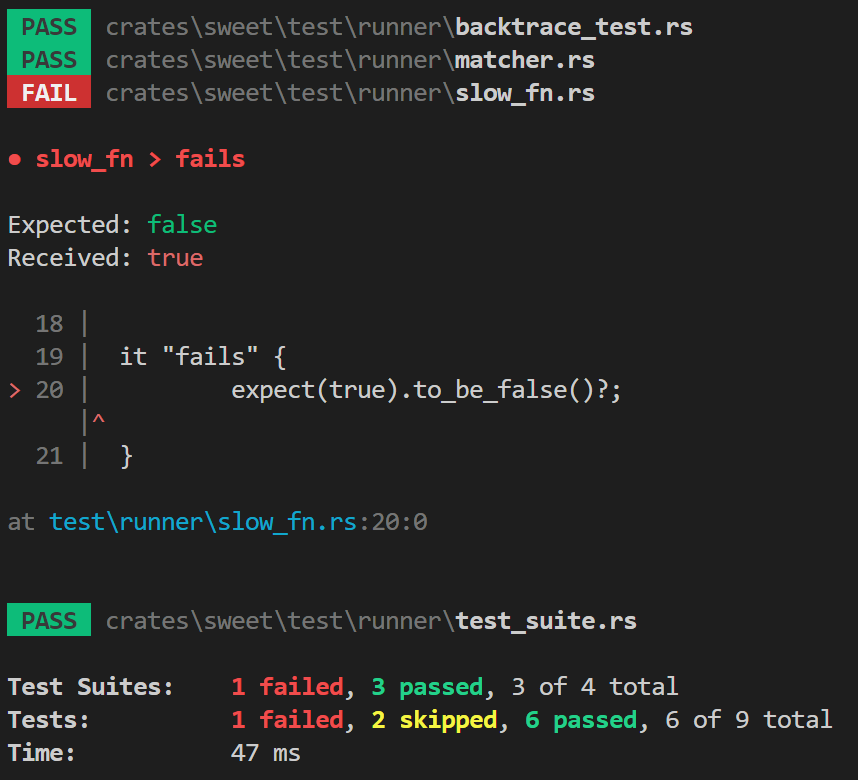 PASS crates\sweet\test\runner\backtrace_test.rs
PASS crates\sweet\test\runner\matcher.rs
FAIL crates\sweet\test\runner\slow_fn.rs
● slow_fn > fails
Expected: false
Received: true
18 |
19 | it "fails" {
> 20 | expect(true).to_be_false()?;
|^
21 | }
at test\runner\slow_fn.rs:20:0
PASS crates\sweet\test\runner\test_suite.rs
Test Suites: 1 failed, 3 passed, 3 of 4 total
Tests: 1 failed, 2 skipped, 6 passed, 6 of 9 total
Time: 47 ms